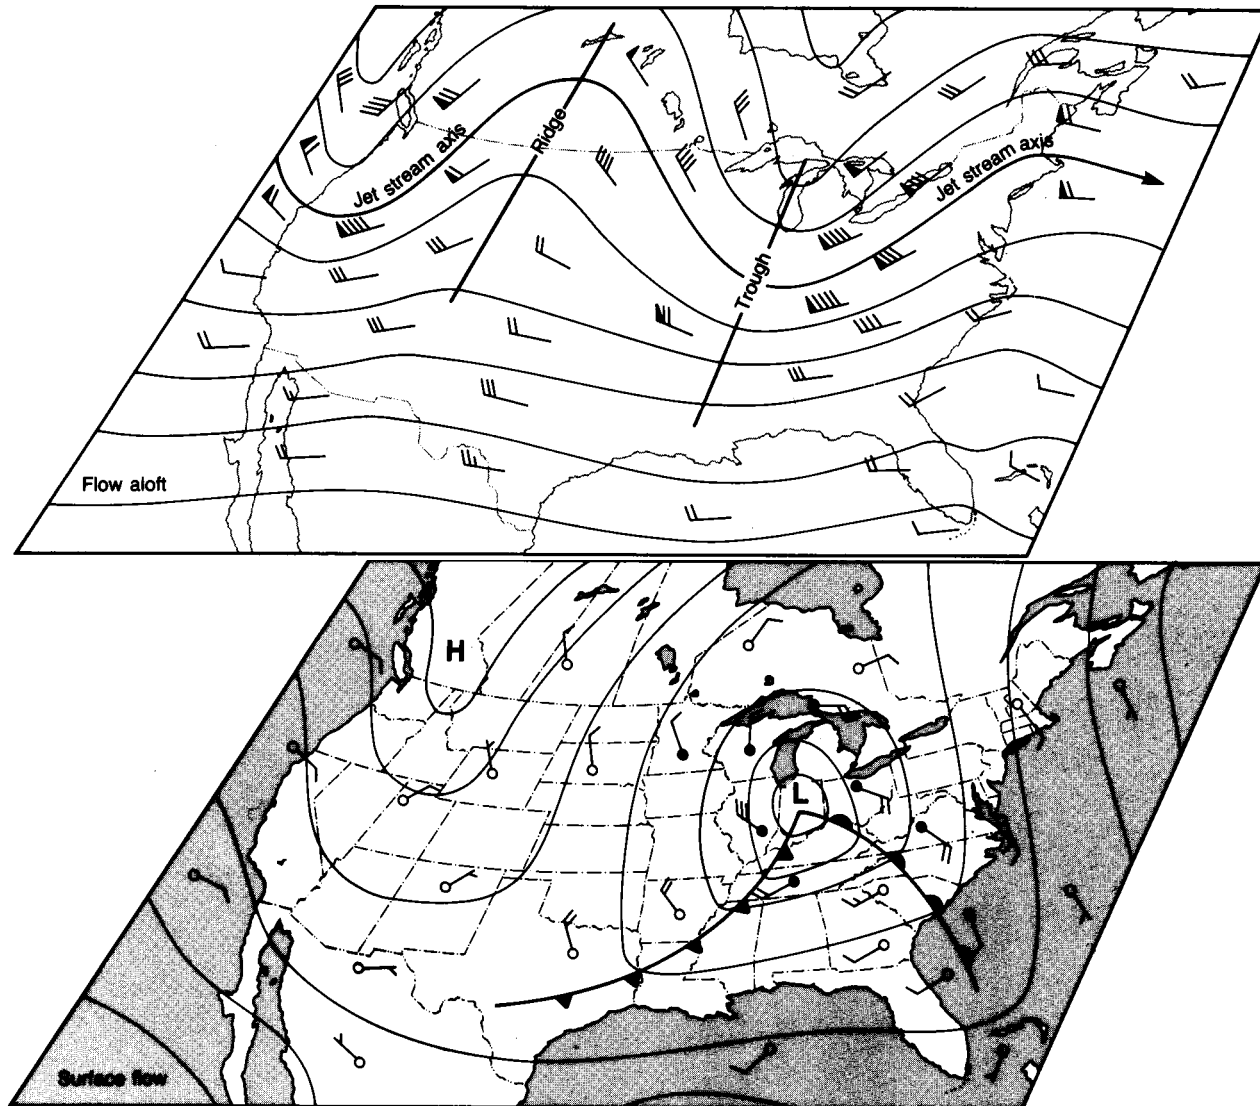 Ridge
Jet stream axis
Jet stream axis
Trough
Flow aloft
H
L
Surface flow